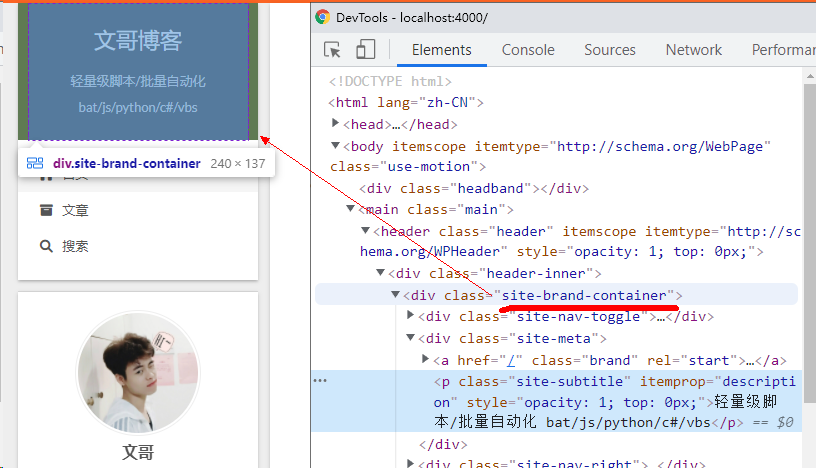 文哥博客
轻量级脚本/批量自动化
bat/js/python/c#/vbs
div.site-brand-container 240 × 137
文章
搜索
文哥
DevTools - localhost:4000/
Elements Console Sources Network Performar
<!DOCTYPE html>
<html lang="zh-CN">
<head>…</head>
<body itemscope itemtype="http://schema.org/WebPage"
class="use-motion">
<div class="headband"></div>
<main class="main">
<header class="header" itemscope itemtype="http://sc
hema.org/WPHeader" style="opacity: 1; top: 0px;">
<div class="header-inner">
<div class="site-brand-container">
<div class="site-nav-toggle">…</div>
<div class="site-meta">
<a href="/" class="brand" rel="start">…</a>
<p class="site-subtitle" itemprop="descripti
on" style="opacity: 1; top: 0px;">轻量级脚
本/批量自动化 bat/js/python/c#/vbs</p> == $0
</div>
<div class="site-nav-right">…</div>